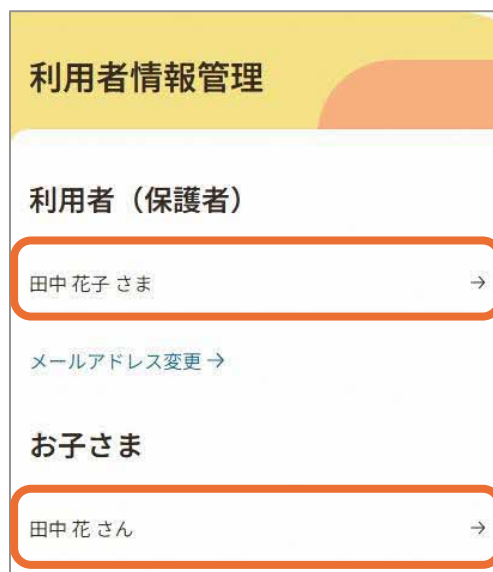 利用者情報管理
利用者（保護者）
田中 花子 さま →
メールアドレス変更 →
お子さま
田中 花 さん →